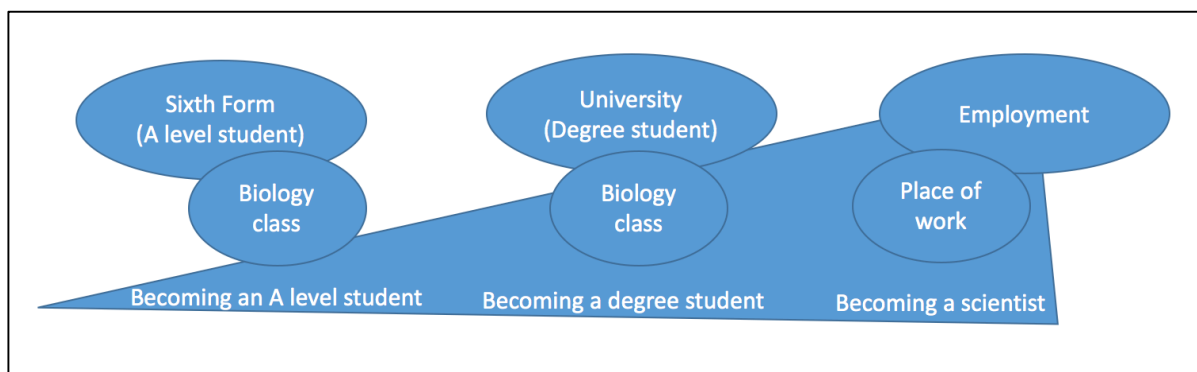 Sixth Form
(A level student)
University
(Degree student)
Employment
Biology
class
Biology
class
Place of
work
Becoming an A level student
Becoming a degree student
Becoming a scientist